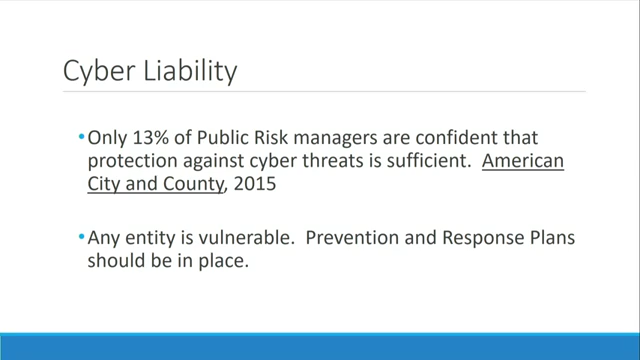 Cyber Liability
•Only 13% of Public Risk managers are confident that
protection against cyber threats is sufficient.  American
City and County, 2015
•Any entity is vulnerable.  Prevention and Response Plans
should be in place.